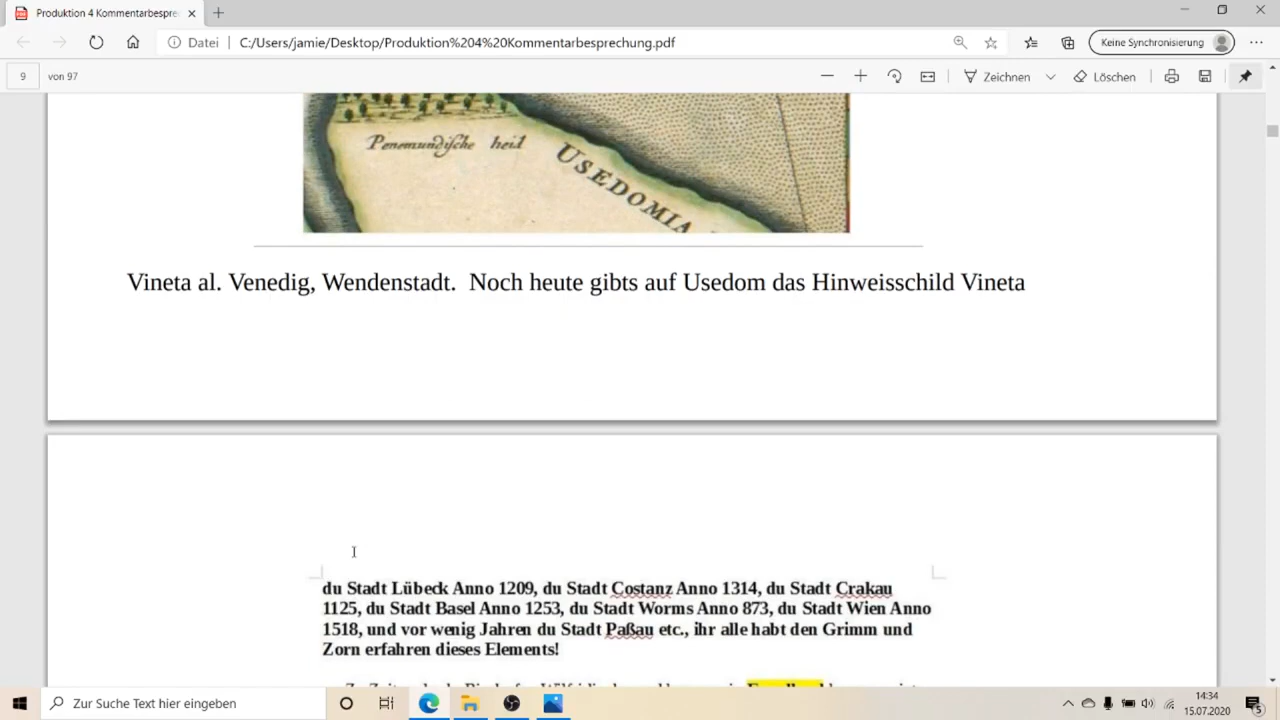 Produktion 4 Kommentarbespre
Datei
C:/Users/jamie/Desktop/Produktion%204%20Kommentarbesprechung.pdf
Keine Synchronisierung
9 von 97
Zeichnen
Löschen
Penemundische heid
USEDOMIA
Vineta al. Venedig, Wendenstadt. Noch heute gibts auf Usedom das Hinweisschild Vineta
du Stadt Lübeck Anno 1209, du Stadt Costanz Anno 1314, du Stadt Crakau
1125, du Stadt Basel Anno 1253, du Stadt Worms Anno 873, du Stadt Wien Anno
1518, und vor wenig Jahren du Stadt Paßau etc., ihr alle habt den Grimm und
Zorn erfahren dieses Elements!
Zur Suche Text hier eingeben
14:34
15.07.2020
5